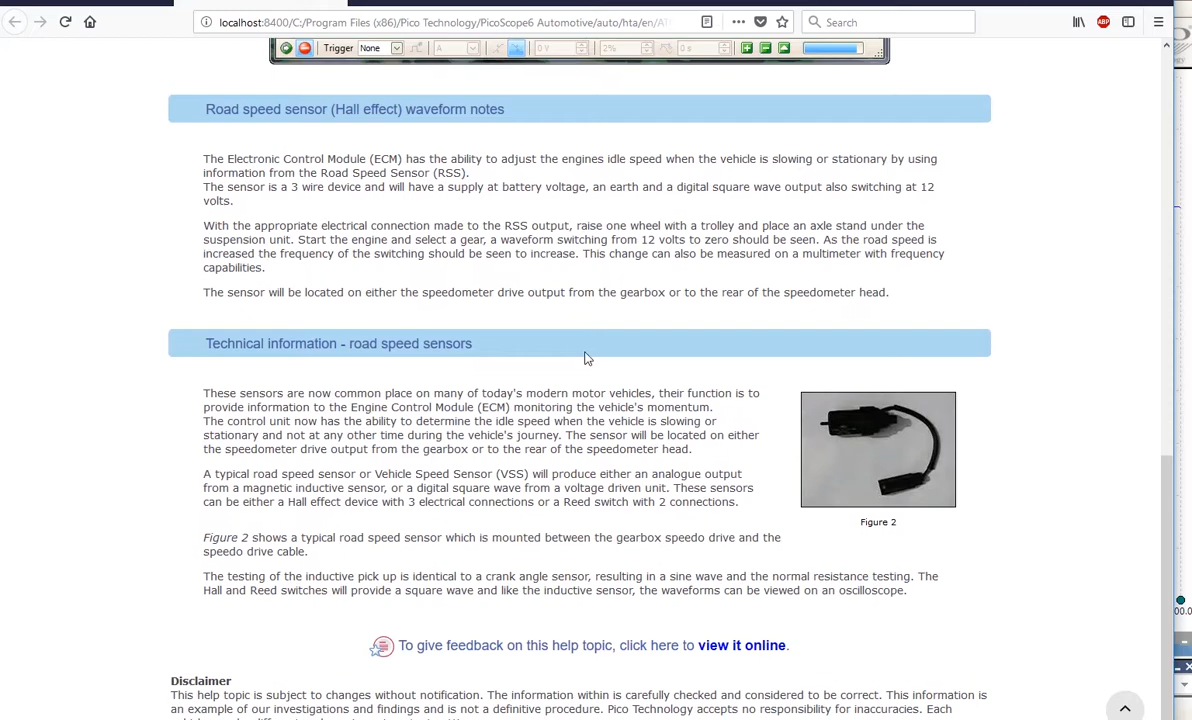 localhost:8400/C:/Program Files (x86)/Pico Technology/PicoScope6 Automotive/auto/hta/en/
Search
ABP
Trigger None A 0 V 2% 0 s
Road speed sensor (Hall effect) waveform notes
The Electronic Control Module (ECM) has the ability to adjust the engines idle speed when the vehicle is slowing or stationary by using
information from the Road Speed Sensor (RSS).
The sensor is a 3 wire device and will have a supply at battery voltage, an earth and a digital square wave output also switching at 12
volts.
With the appropriate electrical connection made to the RSS output, raise one wheel with a trolley and place an axle stand under the
suspension unit. Start the engine and select a gear, a waveform switching from 12 volts to zero should be seen. As the road speed is
increased the frequency of the switching should be seen to increase. This change can also be measured on a multimeter with frequency
capabilities.
The sensor will be located on either the speedometer drive output from the gearbox or to the rear of the speedometer head.
Technical information - road speed sensors
These sensors are now common place on many of today's modern motor vehicles, their function is to
provide information to the Engine Control Module (ECM) monitoring the vehicle's momentum.
The control unit now has the ability to determine the idle speed when the vehicle is slowing or
stationary and not at any other time during the vehicle's journey. The sensor will be located on either
the speedometer drive output from the gearbox or to the rear of the speedometer head.
A typical road speed sensor or Vehicle Speed Sensor (VSS) will produce either an analogue output
from a magnetic inductive sensor, or a digital square wave from a voltage driven unit. These sensors
can be either a Hall effect device with 3 electrical connections or a Reed switch with 2 connections.
Figure 2
Figure 2 shows a typical road speed sensor which is mounted between the gearbox speedo drive and the
speedo drive cable.
The testing of the inductive pick up is identical to a crank angle sensor, resulting in a sine wave and the normal resistance testing. The
Hall and Reed switches will provide a square wave and like the inductive sensor, the waveforms can be viewed on an oscilloscope.
To give feedback on this help topic, click here to view it online.
Disclaimer
This help topic is subject to changes without notification. The information within is carefully checked and considered to be correct. This information is
an example of our investigations and findings and is not a definitive procedure. Pico Technology accepts no responsibility for inaccuracies. Each